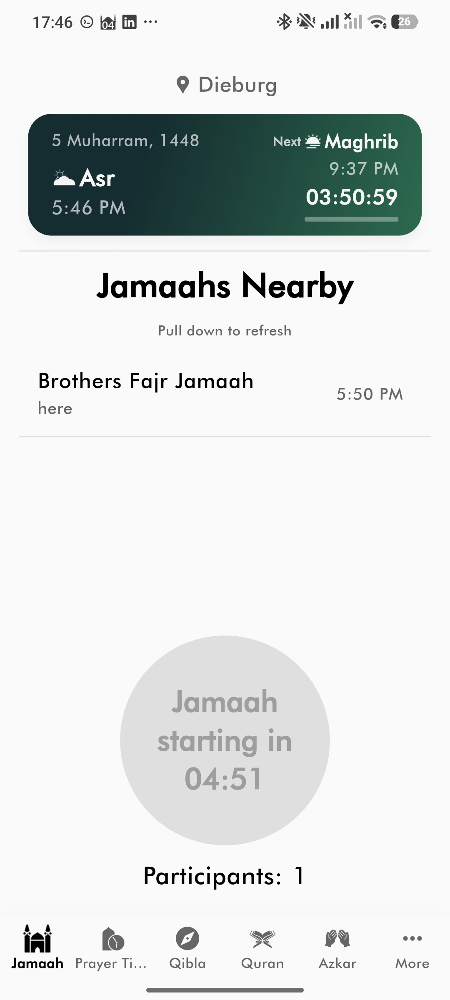 17:46 04 in ... 26
Dieburg
5 Muharram, 1448
Asr
5:46 PM
Next Maghrib
9:37 PM
03:50:59
Jamaahs Nearby
Pull down to refresh
Brothers Fajr Jamaah
here
5:50 PM
Jamaah
starting in
04:51
Participants: 1
Jamaah Prayer Ti... Qibla Quran Azkar More